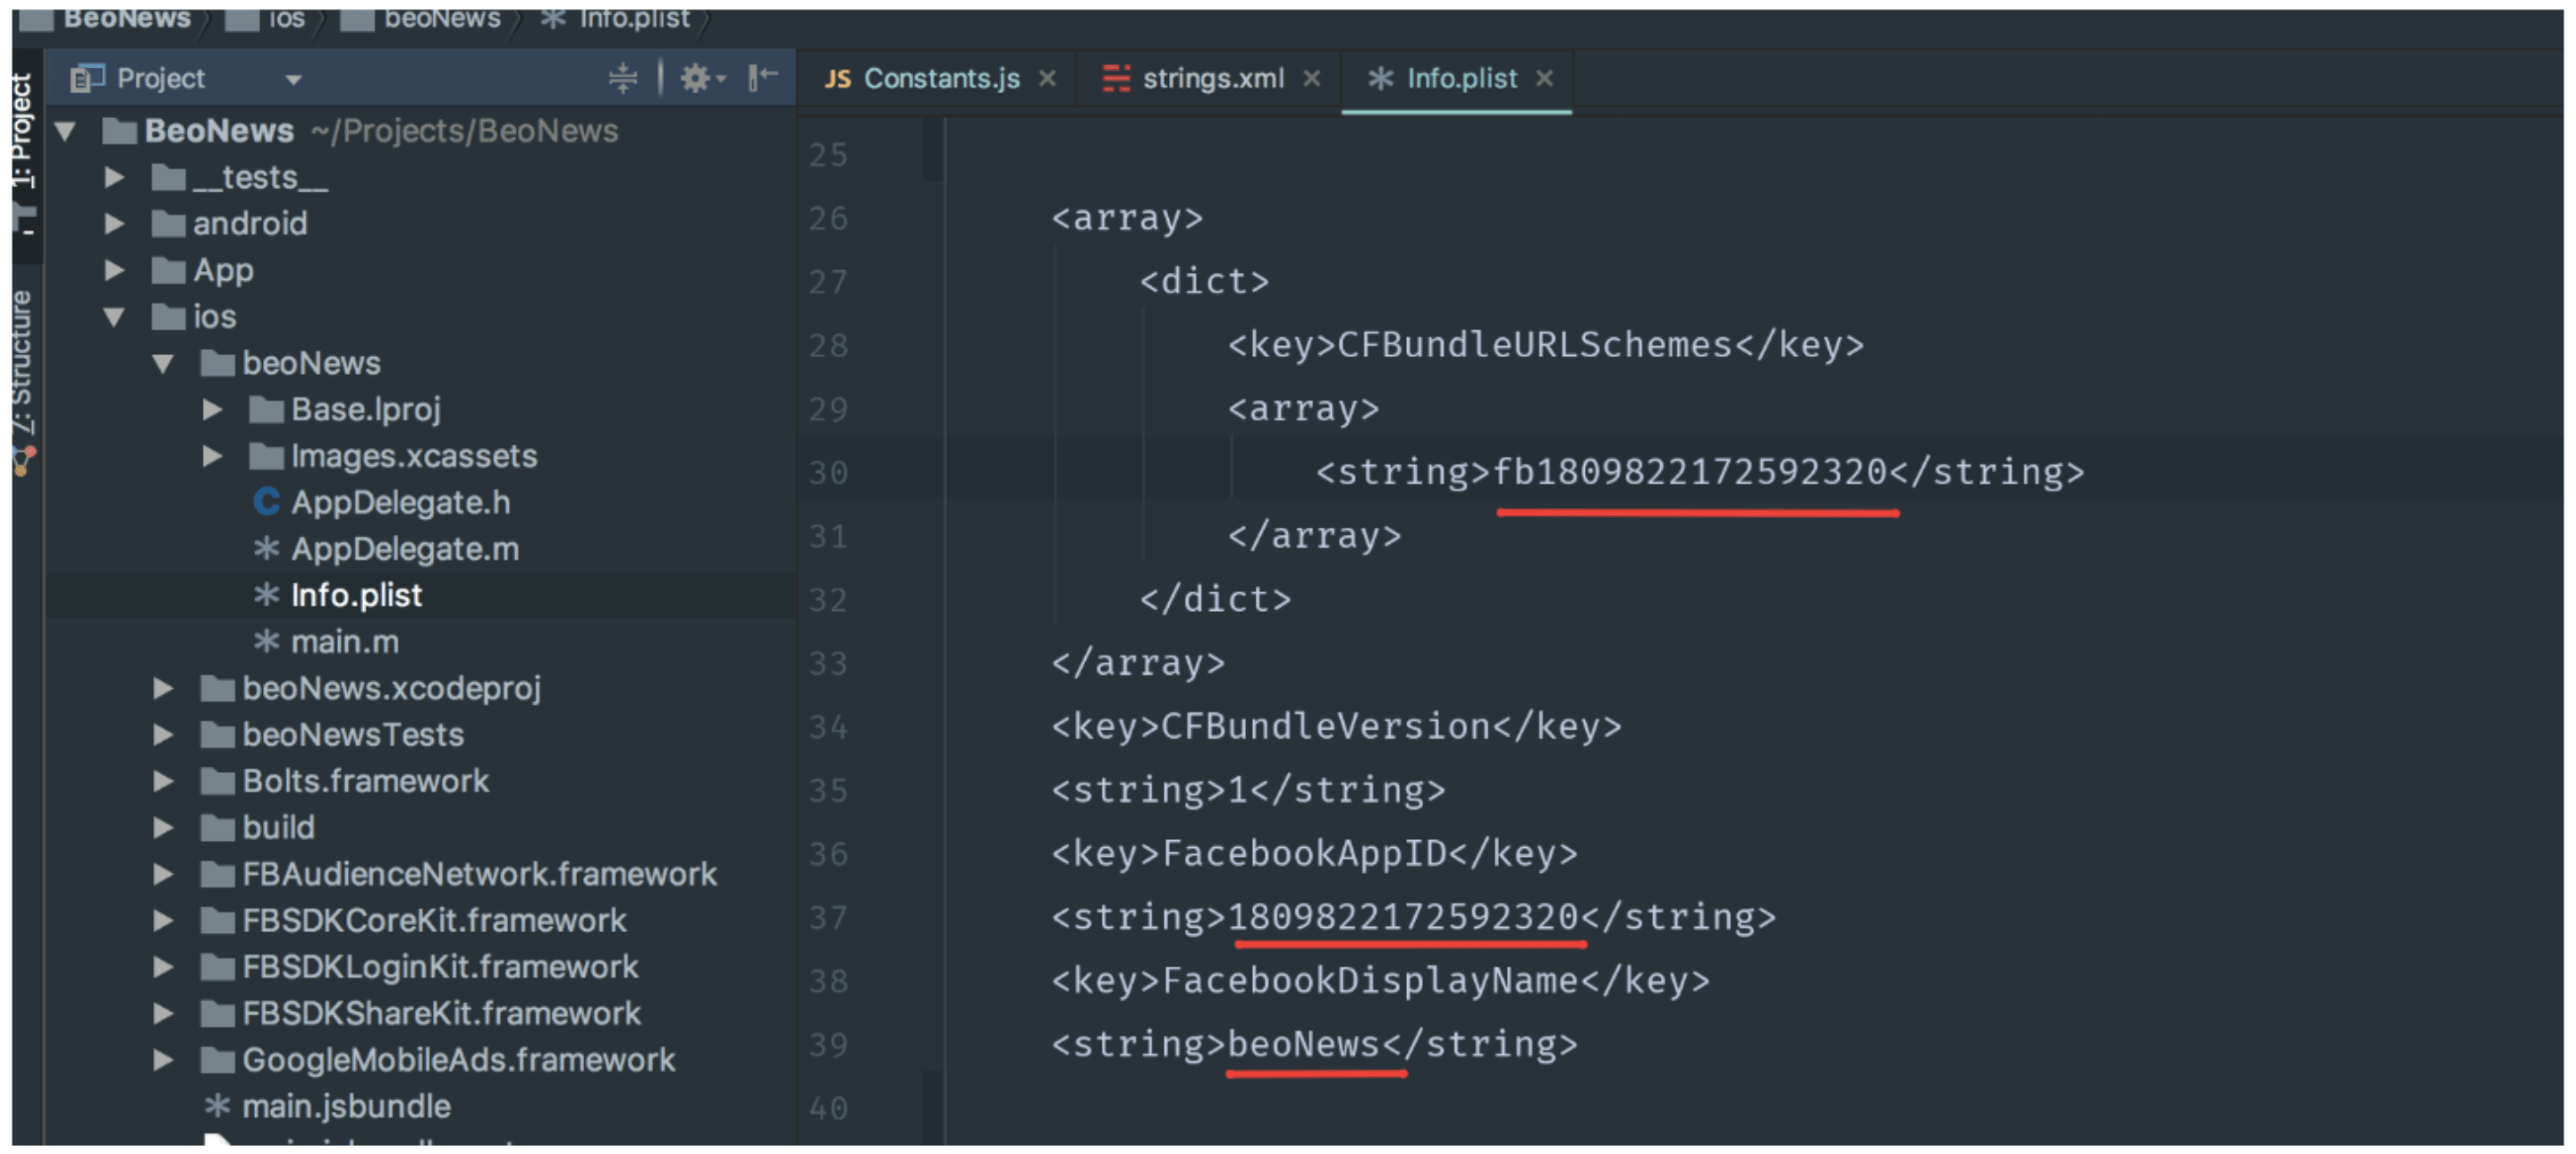 BeoNews ios beoNews Info.plist
1: Project
7: Structure
Project
BeoNews ~/Projects/BeoNews
__tests__
android
App
ios
beoNews
Base.lproj
Images.xcassets
AppDelegate.h
AppDelegate.m
Info.plist
main.m
beoNews.xcodeproj
beoNewsTests
Bolts.framework
build
FBAudienceNetwork.framework
FBSDKCoreKit.framework
FBSDKLoginKit.framework
FBSDKShareKit.framework
GoogleMobileAds.framework
main.jsbundle
JS Constants.js strings.xml Info.plist
25
26 <array>
27 <dict>
28 <key>CFBundleURLSchemes</key>
29 <array>
30 <string>fb1809822172592320</string>
31 </array>
32 </dict>
33 </array>
34 <key>CFBundleVersion</key>
35 <string>1</string>
36 <key>FacebookAppID</key>
37 <string>1809822172592320</string>
38 <key>FacebookDisplayName</key>
39 <string>beoNews</string>
40